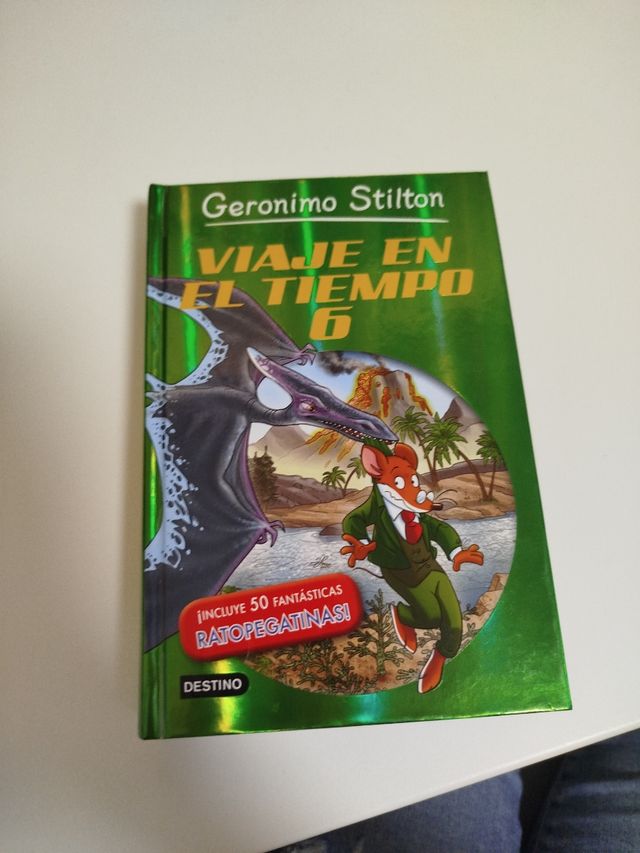 Geronimo Stilton
VIAJE EN
EL TIEMPO
6
¡INCLUYE 50 FANTÁSTICAS
RATOPEGATINAS!
DESTINO